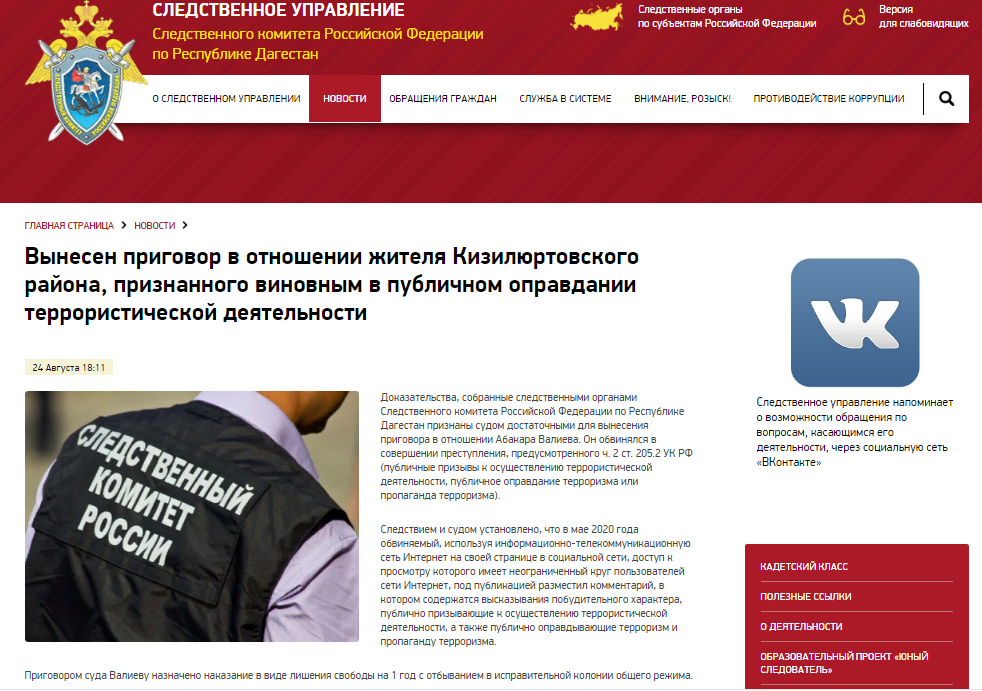 СЛЕДСТВЕННОЕ УПРАВЛЕНИЕ
Следственного комитета Российской Федерации
по Республике Дагестан
Следственные органы
по субъектам Российской Федерации
Версия
для слабовидящих
О СЛЕДСТВЕННОМ УПРАВЛЕНИИ
НОВОСТИ
ОБРАЩЕНИЯ ГРАЖДАН
СЛУЖБА В СИСТЕМЕ
ВНИМАНИЕ, РОЗЫСК!
ПРОТИВОДЕЙСТВИЕ КОРРУПЦИИ
ГЛАВНАЯ СТРАНИЦА
НОВОСТИ
Вынесен приговор в отношении жителя Кизилюртовского
района, признанного виновным в публичном оправдании
террористической деятельности
24 Августа 18:11
СЛЕДСТВЕННЫЙ
КОМИТЕТ
РОССИИ
Доказательства, собранные следственными органами
Следственного комитета Российской Федерации по Республике
Дагестан признаны судом достаточными для вынесения
приговора в отношении Абакара Валиева. Он обвинялся в
совершении преступления, предусмотренного ч. 2 ст. 205.2 УК РФ
(публичные призывы к осуществлению террористической
деятельности, публичное оправдание терроризма или
пропаганда терроризма).
Следствием и судом установлено, что в мае 2020 года
обвиняемый, используя информационно-телекоммуникационную
сеть Интернет на своей странице в социальной сети, доступ к
просмотру которого имеет неограниченный круг пользователей
сети Интернет, под публикацией разместил комментарий, в
котором содержатся высказывания побудительного характера,
публично призывающие к осуществлению террористической
деятельности, а также публично оправдывающие терроризм и
пропаганду терроризма.
Приговором суда Валиеву назначено наказание в виде лишения свободы на 1 год с отбыванием в исправительной колонии общего режима.
Следственное управление напоминает
о возможности обращения по
вопросам, касающимся его
деятельности, через социальную сеть
«ВКонтакте»
КАДЕТСКИЙ КЛАСС
ПОЛЕЗНЫЕ ССЫЛКИ
О ДЕЯТЕЛЬНОСТИ
ОБРАЗОВАТЕЛЬНЫЙ ПРОЕКТ «ЮНЫЙ
СЛЕДОВАТЕЛЬ»